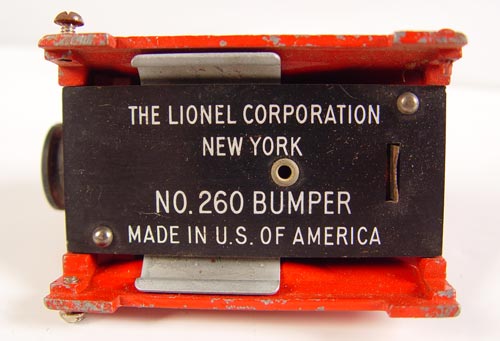 THE LIONEL CORPORATION
NEW YORK
NO. 260 BUMPER
MADE IN U.S. OF AMERICA